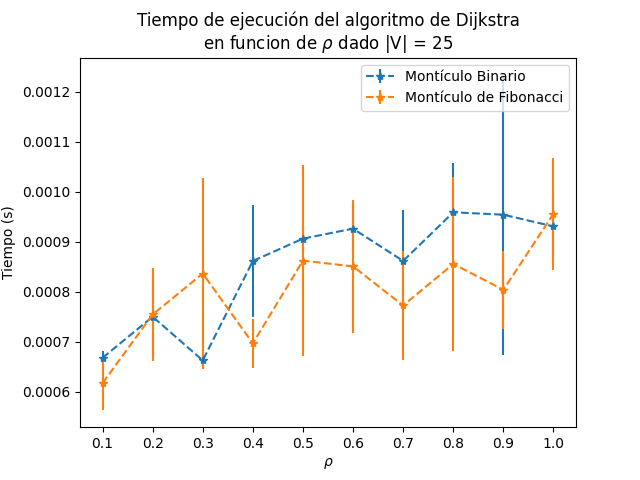 Tiempo de ejecución del algoritmo de Dijkstra
en funcion de ρ dado |V| = 25
Montículo Binario
Montículo de Fibonacci
Tiempo (s)
0.0012
0.0011
0.0010
0.0009
0.0008
0.0007
0.0006
0.1 0.2 0.3 0.4 0.5 0.6 0.7 0.8 0.9 1.0
ρ